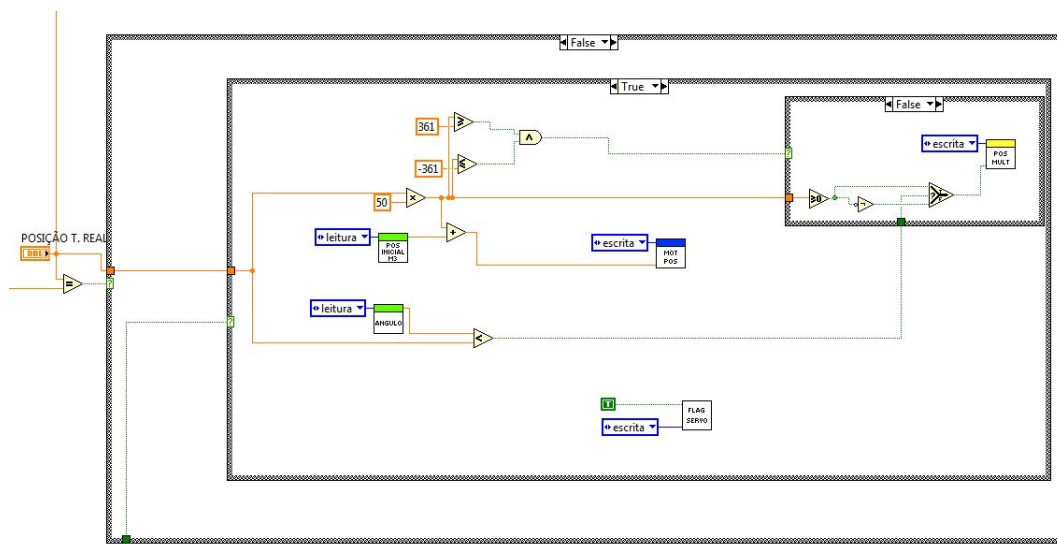 False
True
False
361
-361
escrita
POS
MULT
50
≥0
?
POSIÇÃO T. REAL
DBL
leitura
POS
INICIAL
M3
escrita
MOT
POS
leitura
ANGULO
T
FLAG
SERVO
escrita